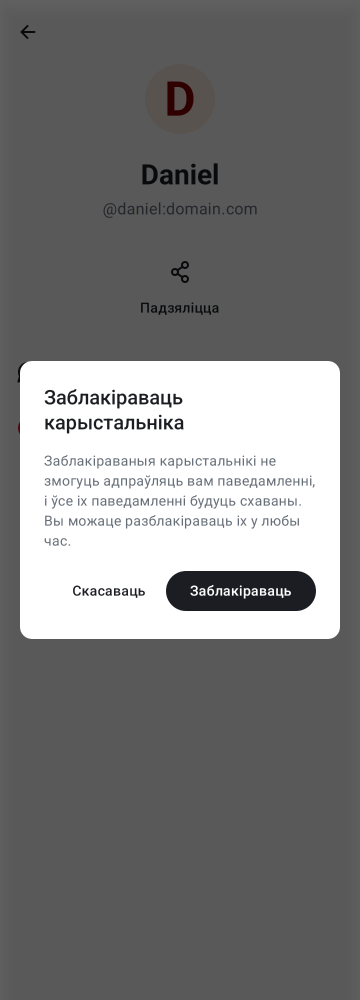 D
Daniel
@daniel:domain.com
Падзяліцца
Заблакіраваць
карыстальніка
Заблакіраваныя карыстальнікі не
змогуць адпраўляць вам паведамленні,
і ўсе іх паведамленні будуць схаваны.
Вы можаце разблакіраваць іх у любы
час.
Скасаваць
Заблакіраваць